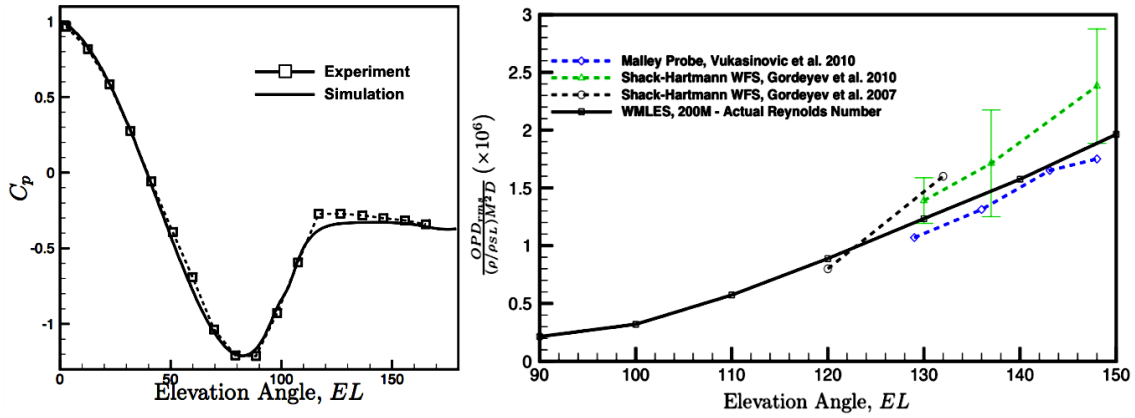 1
0.5
0
-0.5
-1
C_p
0 50 100 150
Elevation Angle, EL
Experiment
Simulation
3
2.5
2
1.5
1
0.5
0
OPD_rms / (ρ/ρ_SL)M²D (×10⁶)
90 100 110 120 130 140 150
Elevation Angle, EL
Malley Probe, Vukasinovic et al. 2010
Shack-Hartmann WFS, Gordeyev et al. 2010
Shack-Hartmann WFS, Gordeyev et al. 2007
WMLES, 200M - Actual Reynolds Number